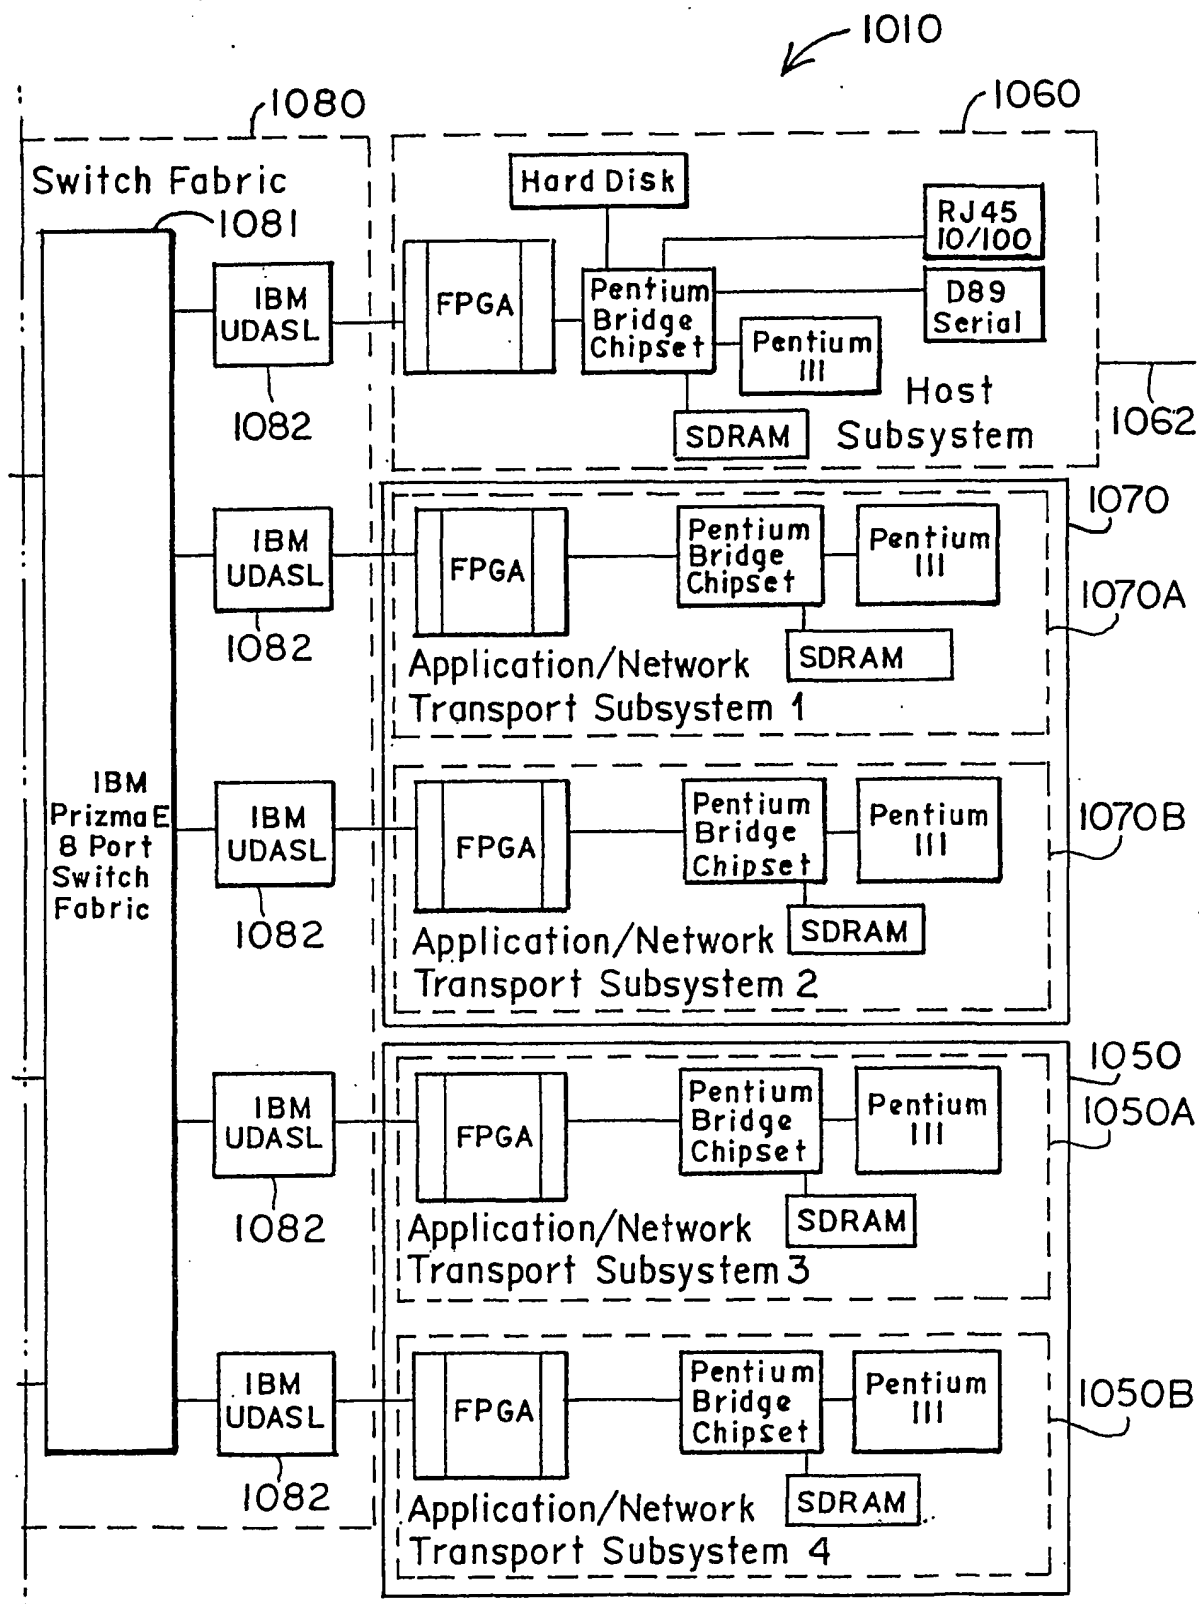 1010
1080
1060
Switch Fabric
1081
Hard Disk
RJ45
10/100
IBM
UDASL
FPGA
Pentium
Bridge
Chipset
D89
Serial
Pentium
III
1082
SDRAM
Host
Subsystem
1062
IBM
UDASL
FPGA
Pentium
Bridge
Chipset
Pentium
III
1070
1070A
1082
SDRAM
Application/Network
Transport Subsystem 1
IBM
Prizma E
8 Port
Switch
Fabric
IBM
UDASL
FPGA
Pentium
Bridge
Chipset
Pentium
III
1070B
1082
SDRAM
Application/Network
Transport Subsystem 2
IBM
UDASL
FPGA
Pentium
Bridge
Chipset
Pentium
III
1050
1050A
1082
SDRAM
Application/Network
Transport Subsystem 3
IBM
UDASL
FPGA
Pentium
Bridge
Chipset
Pentium
III
1050B
1082
SDRAM
Application/Network
Transport Subsystem 4